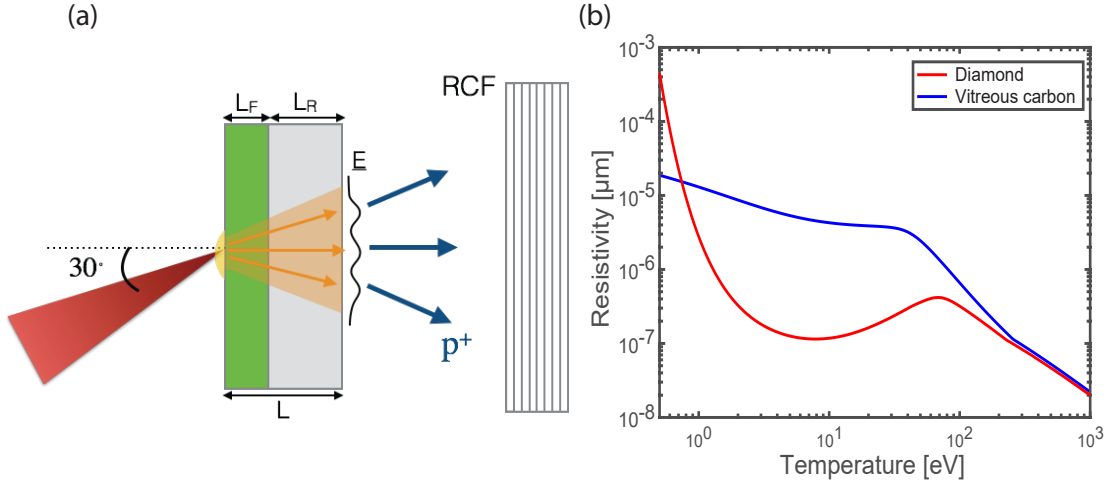 (a)
RCF
L_F
L_R
E
30°
p⁺
L
(b)
Resistivity [µm]
10⁻³
10⁻⁴
10⁻⁵
10⁻⁶
10⁻⁷
10⁻⁸
Diamond
Vitreous carbon
10⁰ 10¹ 10² 10³
Temperature [eV]